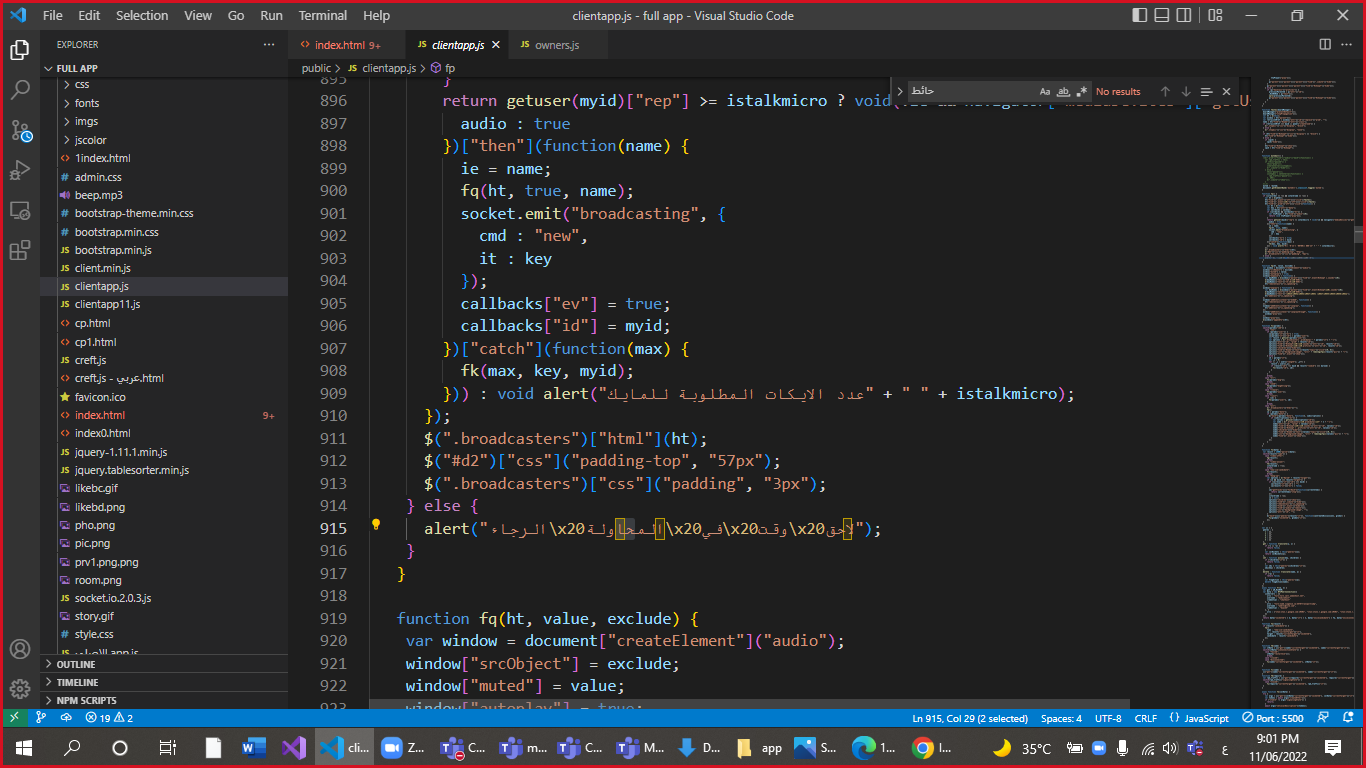 File Edit Selection View Go Run Terminal Help
clientapp.js - full app - Visual Studio Code
EXPLORER
FULL APP
css
fonts
imgs
jscolor
1index.html
admin.css
beep.mp3
bootstrap-theme.min.css
bootstrap.min.css
bootstrap.min.js
client.min.js
clientapp.js
clientapp11.js
cp.html
cp1.html
creft.js
creft.js - عربي.html
favicon.ico
index.html 9+
index0.html
jquery-1.11.1.min.js
jquery.tablesorter.min.js
likebc.gif
likebd.png
pho.png
pic.png
prv1.png.png
room.png
socket.io.2.0.3.js
story.gif
style.css
OUTLINE
TIMELINE
NPM SCRIPTS
index.html 9+
clientapp.js
owners.js
public > clientapp.js > fp
حائط
Aa ab .*
No results
895 }
896 return getuser(myid)["rep"] >= istalkmicro ? void
897 audio : true
898 })["then"](function(name) {
899 ie = name;
900 fq(ht, true, name);
901 socket.emit("broadcasting", {
902 cmd : "new",
903 it : key
904 });
905 callbacks["ev"] = true;
906 callbacks["id"] = myid;
907 })["catch"](function(max) {
908 fk(max, key, myid);
909 })) : void alert("عدد الايكات المطلوبة للمايك" + " " + istalkmicro);
910 });
911 $(".broadcasters")["html"](ht);
912 $("#d2")["css"]("padding-top", "57px");
913 $(".broadcasters")["css"]("padding", "3px");
914 } else {
915 alert("الرجاء\x20المحاولة\x20في\x20وقت\x20لاحق");
916 }
917 }
918
919 function fq(ht, value, exclude) {
920 var window = document["createElement"]("audio");
921 window["srcObject"] = exclude;
922 window["muted"] = value;
923 window["autoplay"] = true;
19 2
Ln 915, Col 29 (2 selected) Spaces: 4 UTF-8 CRLF {} JavaScript Port : 5500
cli... Z... C... m... C... M... D... app S... 1... I...
35°C
ع
9:01 PM
11/06/2022